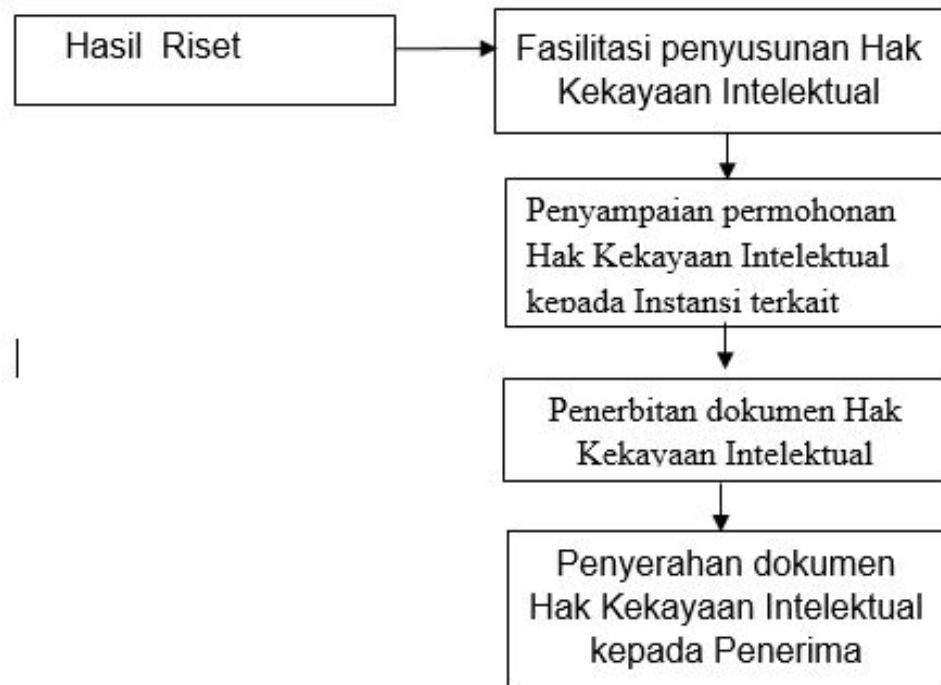 Hasil Riset
Fasilitasi penyusunan Hak
Kekayaan Intelektual
Penyampaian permohonan
Hak Kekayaan Intelektual
kepada Instansi terkait
Penerbitan dokumen Hak
Kekayaan Intelektual
Penyerahan dokumen
Hak Kekayaan Intelektual
kepada Penerima